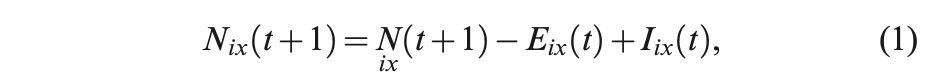 N_{ix}(t+1) = \underset{ix}{N}(t+1) - E_{ix}(t) + I_{ix}(t), (1)